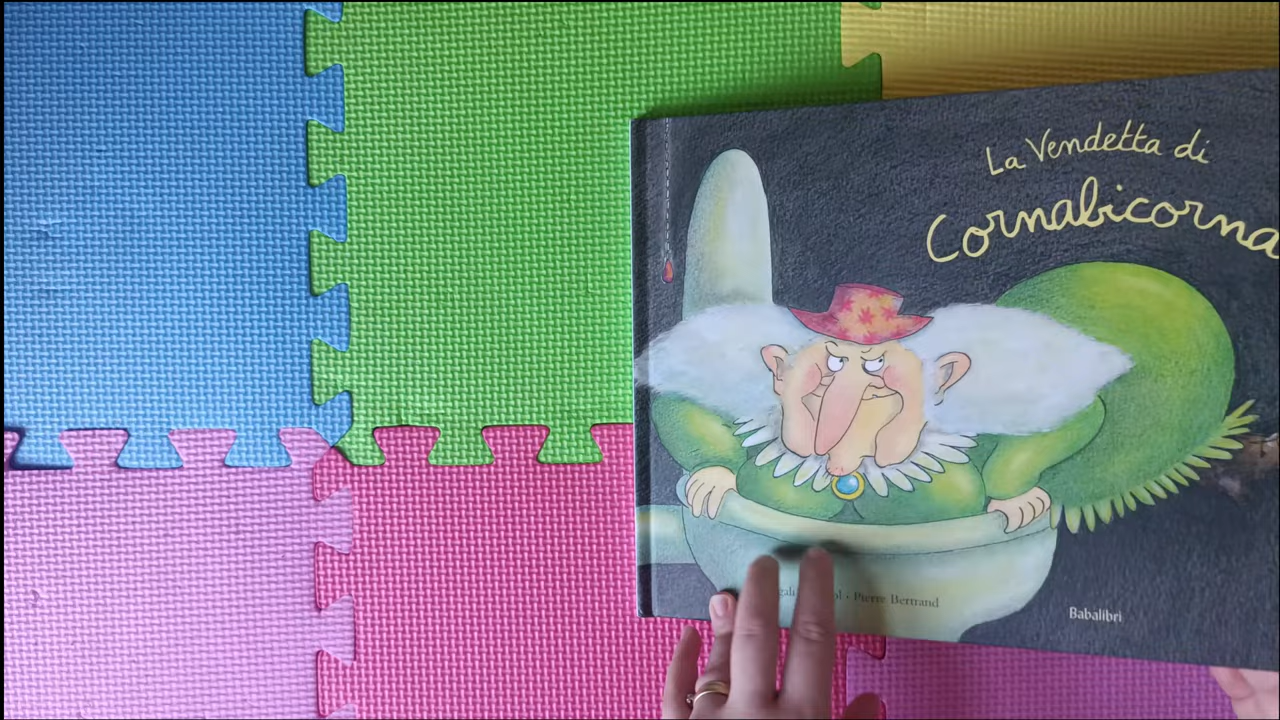 La Vendetta di
Cornabicorna
Pierre Bertrand
Babalibri